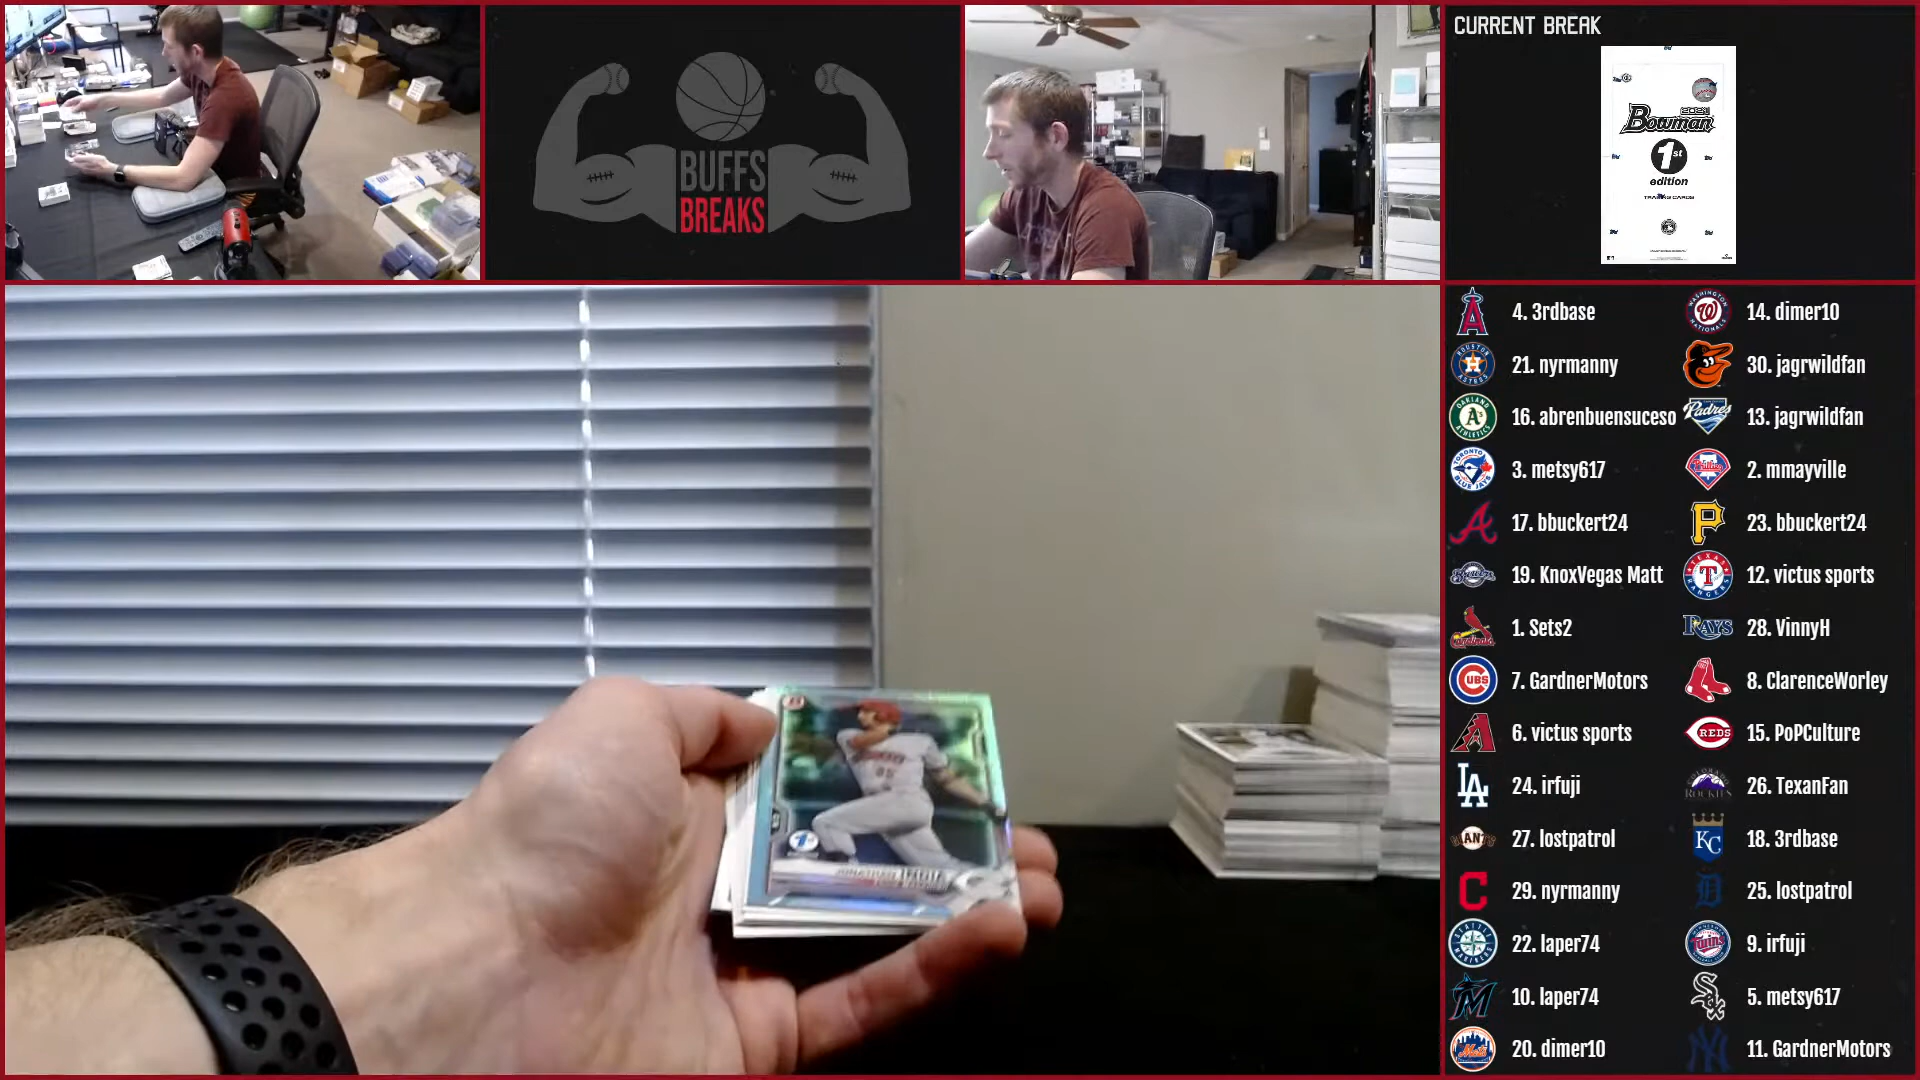 BUFFS
BREAKS
CURRENT BREAK
2021
Bowman
1st
edition
TRADING CARDS
4. 3rdbase
14. dimer10
21. nyrmanny
30. jagrwildfan
16. abrenbuensuceso
13. jagrwildfan
3. metsy617
2. mmayville
17. bbuckert24
23. bbuckert24
19. KnoxVegas Matt
12. victus sports
1. Sets2
28. VinnyH
7. GardnerMotors
8. ClarenceWorley
6. victus sports
15. PoPCulture
24. irfuji
26. TexanFan
27. lostpatrol
18. 3rdbase
29. nyrmanny
25. lostpatrol
22. laper74
9. irfuji
10. laper74
5. metsy617
20. dimer10
11. GardnerMotors